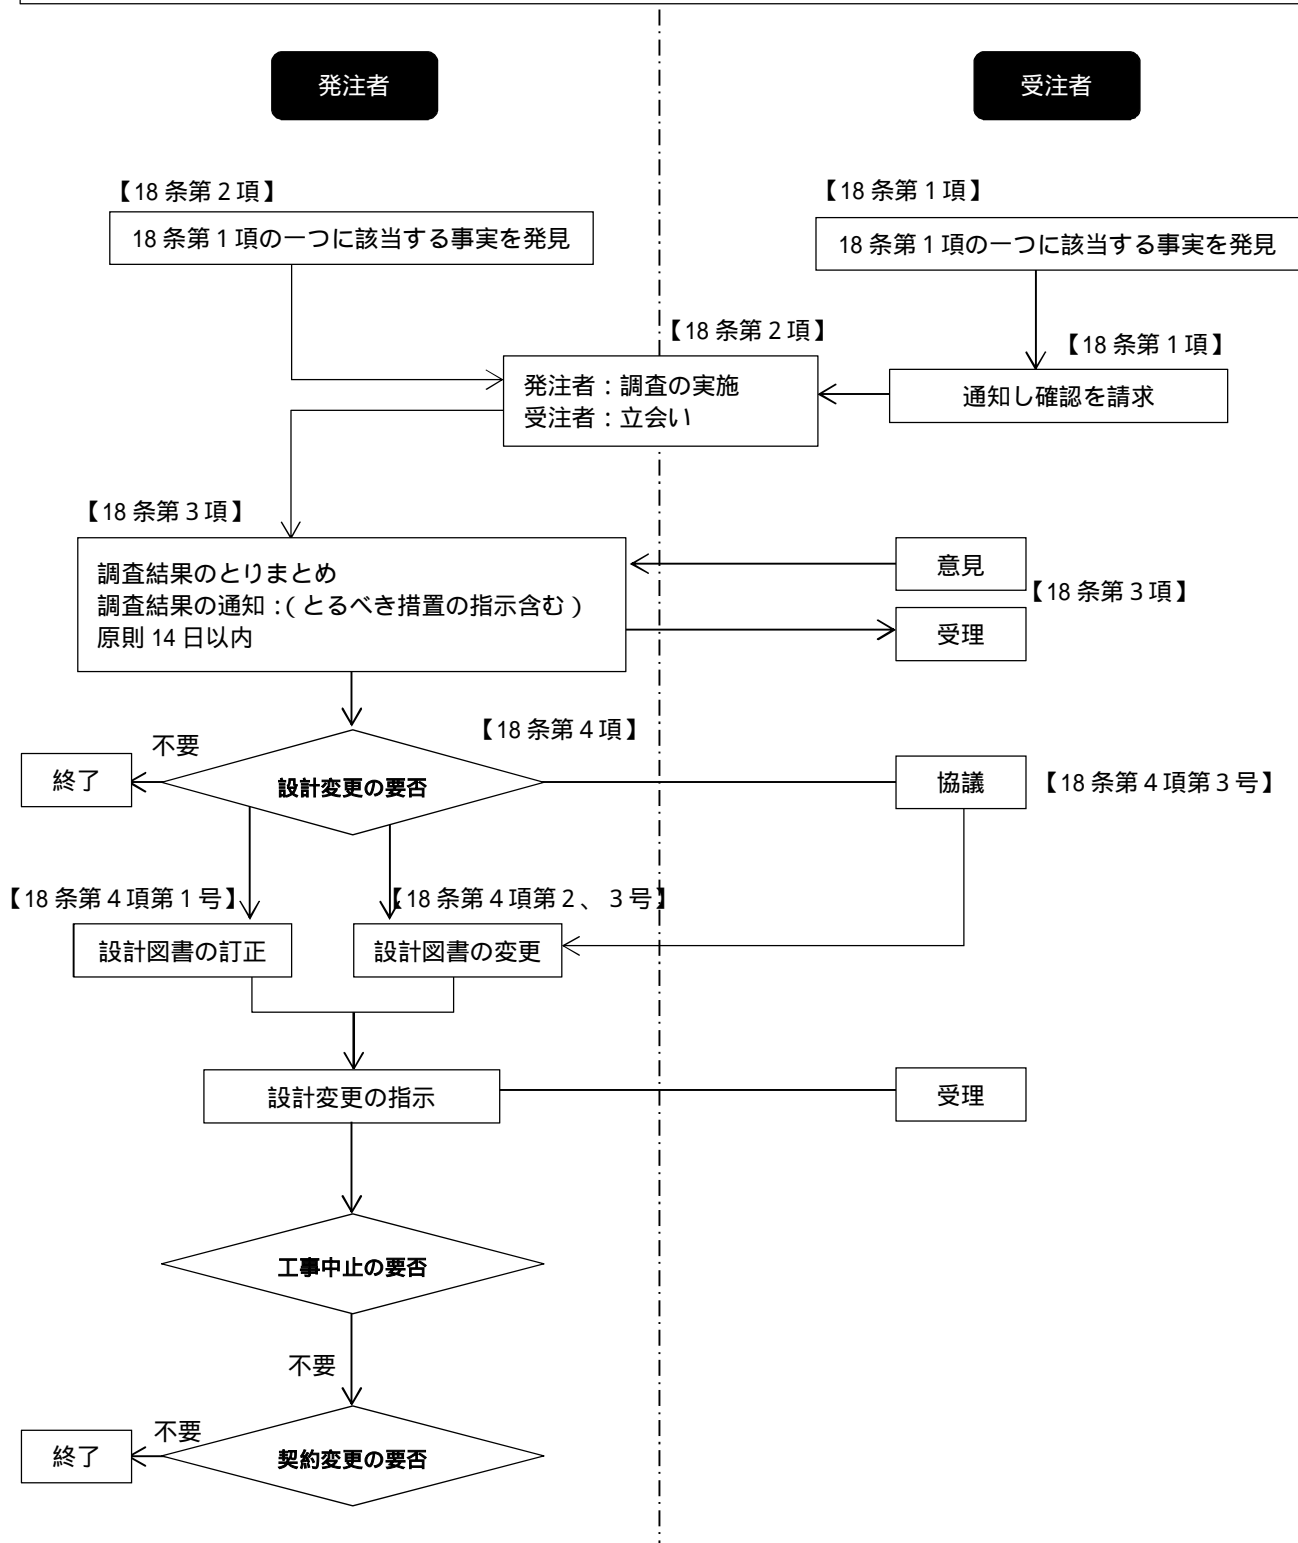 発注者
受注者
【18 条第 2 項】
【18 条第 1 項】
18 条第 1 項の一つに該当する事実を発見
18 条第 1 項の一つに該当する事実を発見
【18 条第 2 項】
【18 条第 1 項】
発注者：調査の実施
受注者：立会い
通知し確認を請求
【18 条第 3 項】
調査結果のとりまとめ
調査結果の通知：（とるべき措置の指示含む）
原則 14 日以内
意見
【18 条第 3 項】
受理
【18 条第 4 項】
不要
終了
設計変更の要否
協議
【18 条第 4 項第 3 号】
【18 条第 4 項第 1 号】
【18 条第 4 項第 2 、 3 号】
設計図書の訂正
設計図書の変更
設計変更の指示
受理
工事中止の要否
不要
不要
終了
契約変更の要否